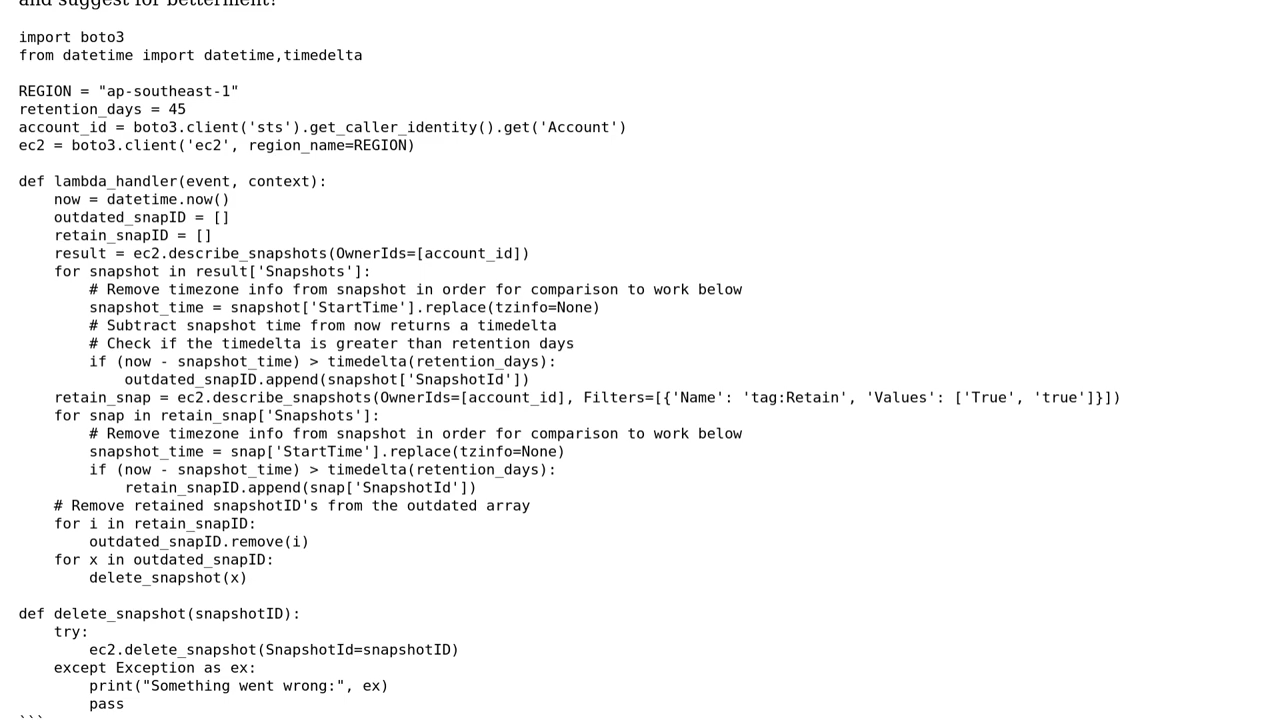 and suggest for betterment?
import boto3
from datetime import datetime,timedelta
REGION = "ap-southeast-1"
retention_days = 45
account_id = boto3.client('sts').get_caller_identity().get('Account')
ec2 = boto3.client('ec2', region_name=REGION)
def lambda_handler(event, context):
    now = datetime.now()
    outdated_snapID = []
    retain_snapID = []
    result = ec2.describe_snapshots(OwnerIds=[account_id])
    for snapshot in result['Snapshots']:
        # Remove timezone info from snapshot in order for comparison to work below
        snapshot_time = snapshot['StartTime'].replace(tzinfo=None)
        # Subtract snapshot time from now returns a timedelta
        # Check if the timedelta is greater than retention days
        if (now - snapshot_time) > timedelta(retention_days):
            outdated_snapID.append(snapshot['SnapshotId'])
    retain_snap = ec2.describe_snapshots(OwnerIds=[account_id], Filters=[{'Name': 'tag:Retain', 'Values': ['True', 'true']}])
    for snap in retain_snap['Snapshots']:
        # Remove timezone info from snapshot in order for comparison to work below
        snapshot_time = snap['StartTime'].replace(tzinfo=None)
        if (now - snapshot_time) > timedelta(retention_days):
            retain_snapID.append(snap['SnapshotId'])
    # Remove retained snapshotID's from the outdated array
    for i in retain_snapID:
        outdated_snapID.remove(i)
    for x in outdated_snapID:
        delete_snapshot(x)
def delete_snapshot(snapshotID):
    try:
        ec2.delete_snapshot(SnapshotId=snapshotID)
    except Exception as ex:
        print("Something went wrong:", ex)
        pass
```